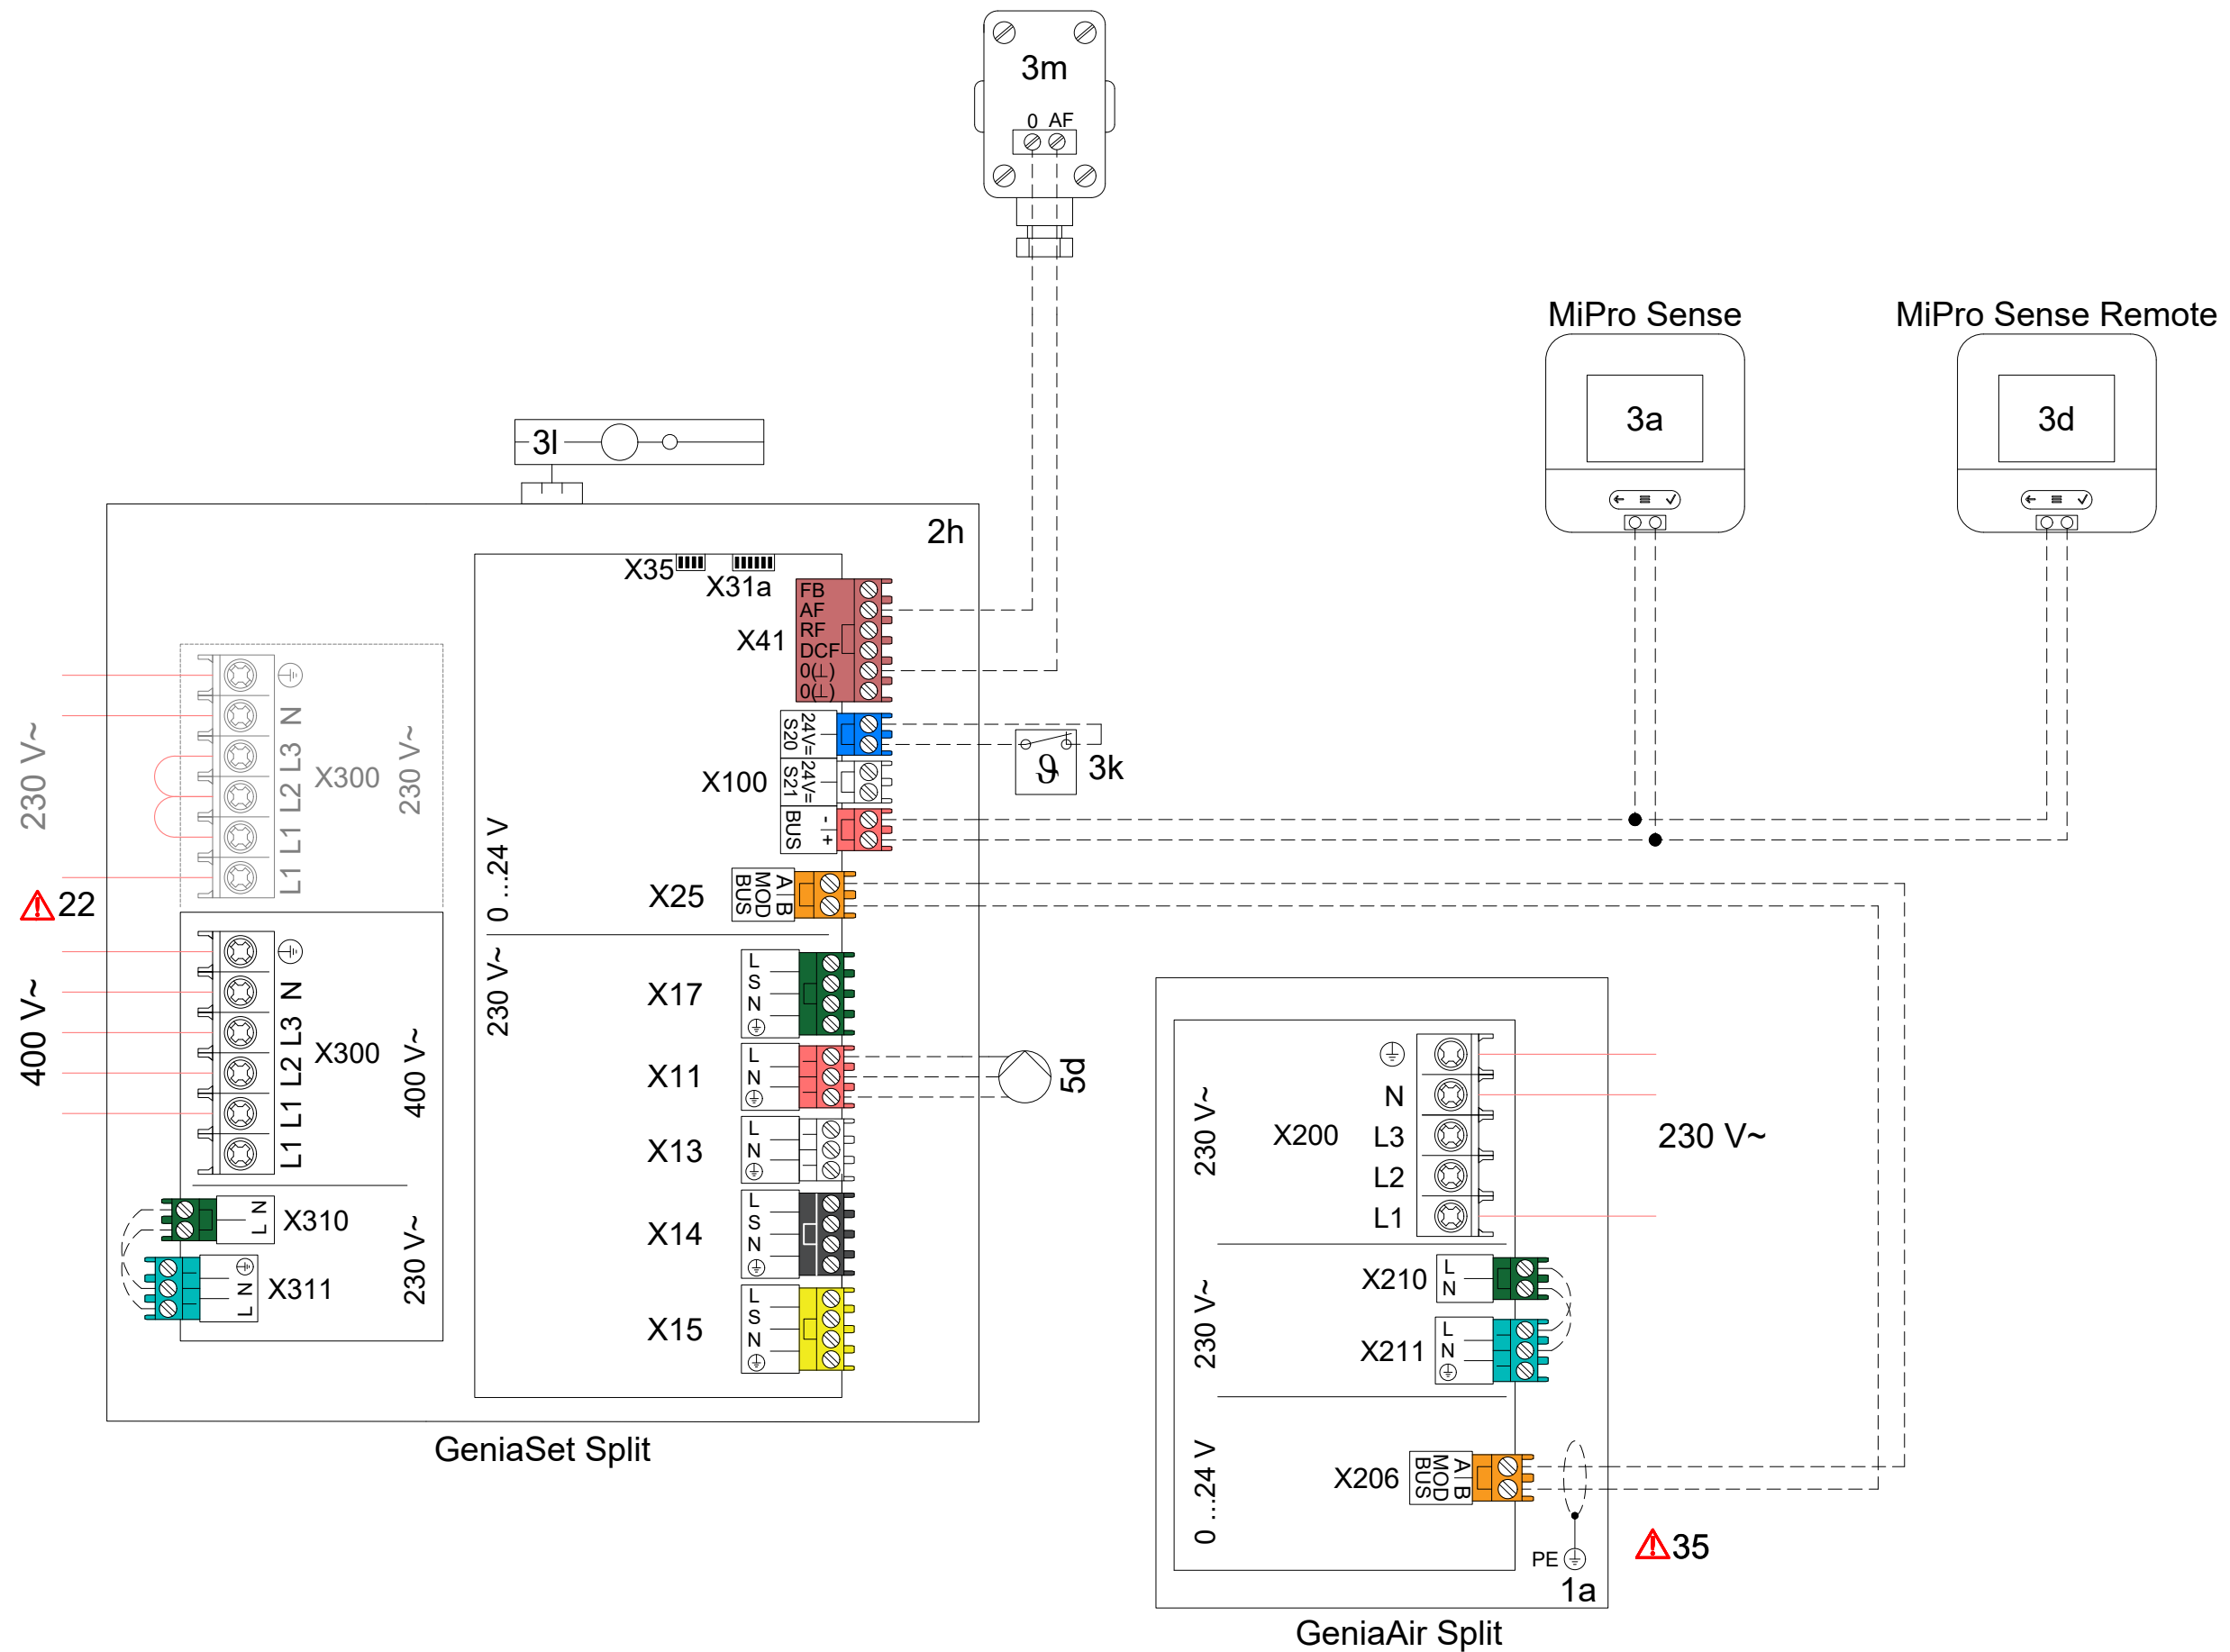 3m
0 AF
MiPro Sense
MiPro Sense Remote
3a
3d
3l
2h
X35
X31a
X41
FB
AF
RF
DCF
0(⊥)
0(⊥)
X100
24V=
S20
24V=
S21
BUS
-
+
3k
ϑ
0 ...24 V
X25
A B
MOD
BUS
230 V~
X17
L
S
N
X11
L
N
5d
X13
L
N
X14
L
S
N
X15
L
S
N
230 V~
N
L3
L2
L1
L1
X300
230 V~
22
400 V~
N
L3
L2
L1
L1
X300
400 V~
L N
X310
L N
X311
230 V~
GeniaSet Split
230 V~
X200
N
L3
L2
L1
230 V~
230 V~
X210
L
N
X211
L
N
0 ...24 V
X206
A B
MOD
BUS
PE
1a
35
GeniaAir Split